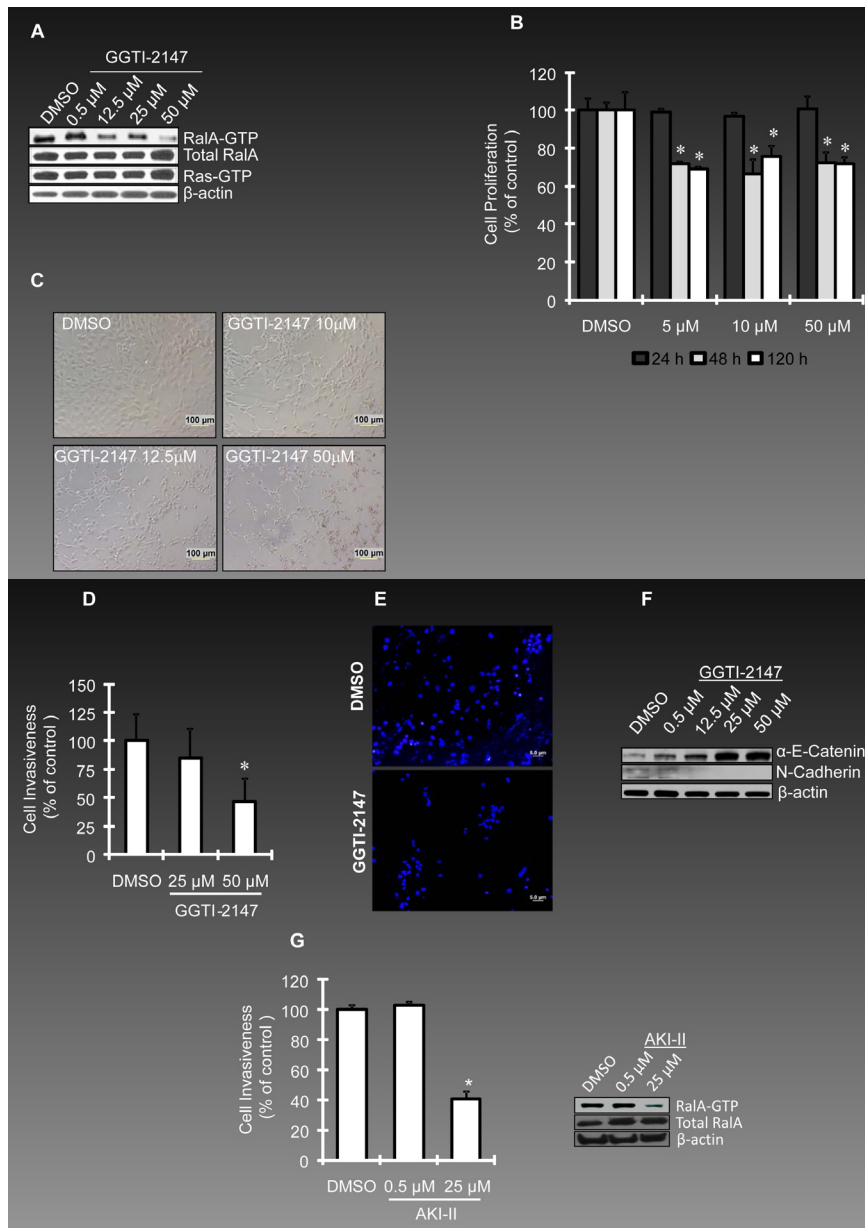 A
GGTI-2147
DMSO
0.5 µM
12.5 µM
25 µM
50 µM
RalA-GTP
Total RalA
Ras-GTP
β-actin
B
Cell Proliferation
(% of control)
120
100
80
60
40
20
0
* *
* *
* *
DMSO 5 µM 10 µM 50 µM
24 h 48 h 120 h
C
DMSO
100 µm
GGTI-2147 10µM
100 µm
GGTI-2147 12.5µM
100 µm
GGTI-2147 50µM
100 µm
D
Cell Invasiveness
(% of control )
150
125
100
75
50
25
0
*
DMSO 25 µM 50 µM
GGTI-2147
E
DMSO
5.0 µm
GGTI-2147
5.0 µm
F
GGTI-2147
DMSO
0.5 µM
12.5 µM
25 µM
50 µM
α-E-Catenin
N-Cadherin
β-actin
G
Cell Invasiveness
(% of control )
120
100
80
60
40
20
0
*
DMSO 0.5 µM 25 µM
AKI-II
AKI-II
DMSO
0.5 µM
25 µM
RalA-GTP
Total RalA
β-actin